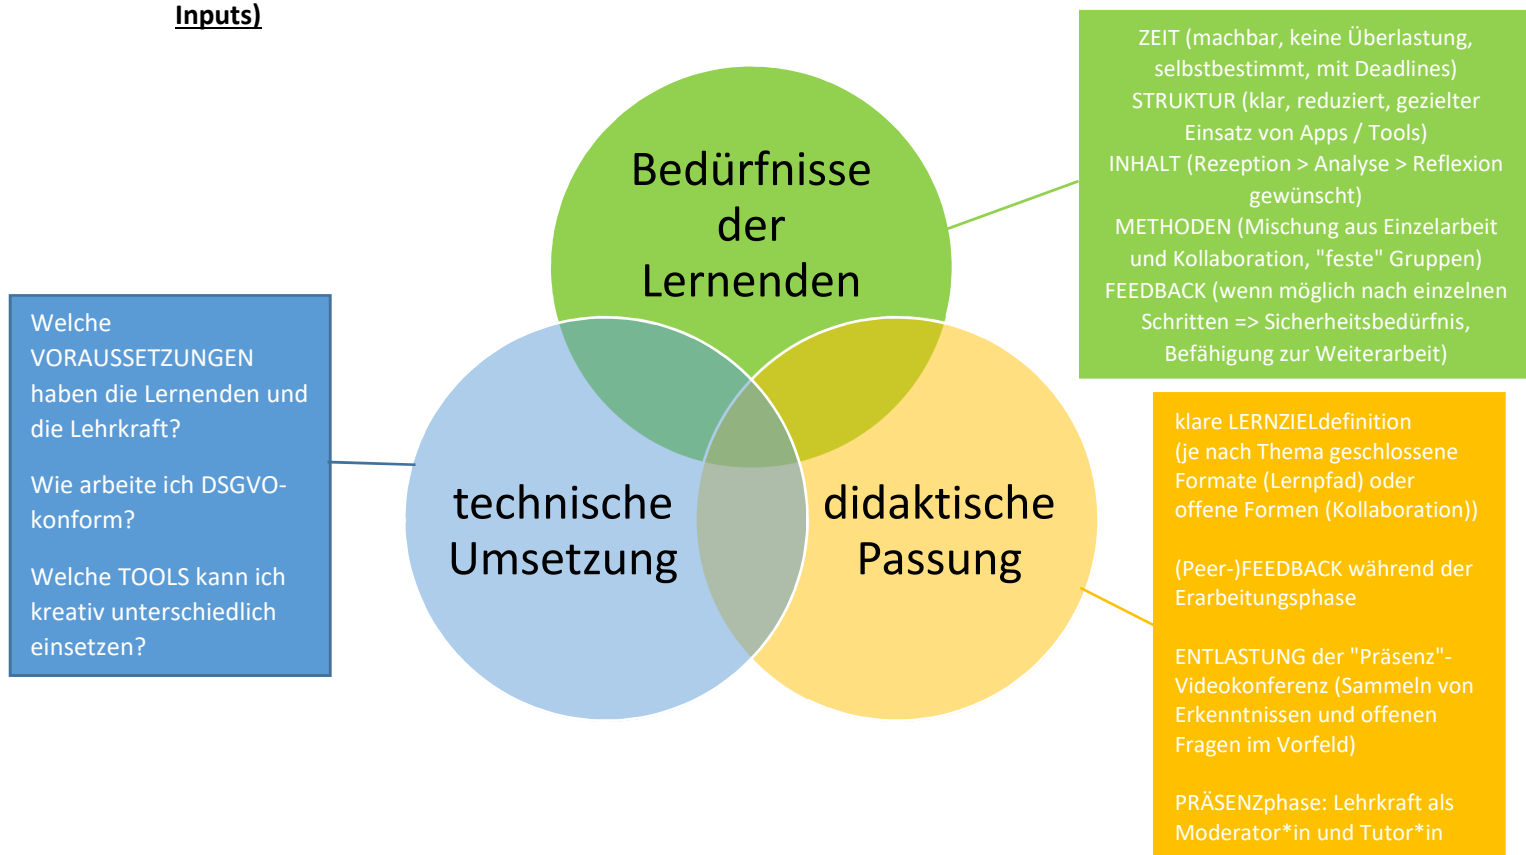 Inputs)
ZEIT (machbar, keine Überlastung,
selbstbestimmt, mit Deadlines)
STRUKTUR (klar, reduziert, gezielter
Einsatz von Apps / Tools)
INHALT (Rezeption > Analyse > Reflexion
gewünscht)
METHODEN (Mischung aus Einzelarbeit
und Kollaboration, "feste" Gruppen)
FEEDBACK (wenn möglich nach einzelnen
Schritten => Sicherheitsbedürfnis,
Befähigung zur Weiterarbeit)
Bedürfnisse
der
Lernenden
Welche
VORAUSSETZUNGEN
haben die Lernenden und
die Lehrkraft?
Wie arbeite ich DSGVO-
konform?
Welche TOOLS kann ich
kreativ unterschiedlich
einsetzen?
technische
Umsetzung
didaktische
Passung
klare LERNZIELdefinition
(je nach Thema geschlossene
Formate (Lernpfad) oder
offene Formen (Kollaboration))
(Peer-)FEEDBACK während der
Erarbeitungsphase
ENTLASTUNG der "Präsenz"-
Videokonferenz (Sammeln von
Erkenntnissen und offenen
Fragen im Vorfeld)
PRÄSENZphase: Lehrkraft als
Moderator*in und Tutor*in